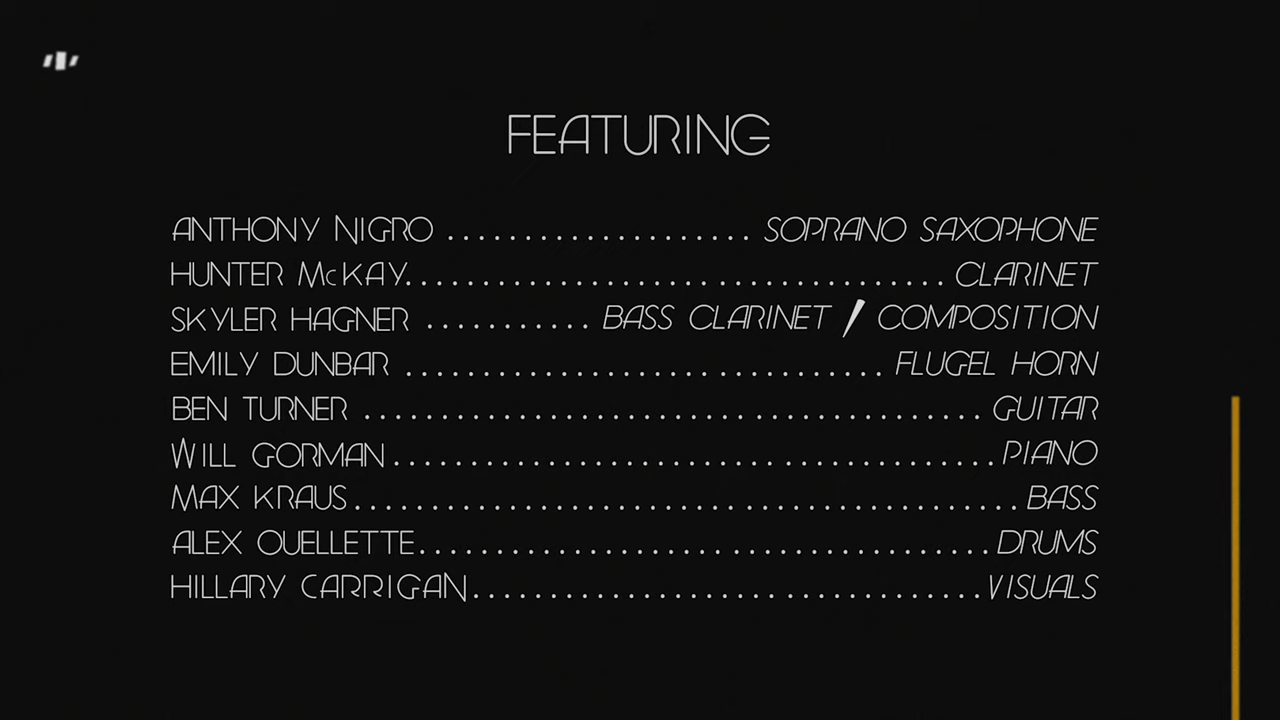 FEATURING
ANTHONY NIGRO .................... SOPRANO SAXOPHONE
HUNTER McKAY................................... CLARINET
SKYLER HAGNER ........... BASS CLARINET / COMPOSITION
EMILY DUNBAR ............................... FLUGEL HORN
BEN TURNER ........................................ GUITAR
WILL GORMAN .......................................PIANO
MAX KRAUS........................................... BASS
ALEX OUELLETTE..................................... DRUMS
HILLARY CARRIGAN.................................VISUALS